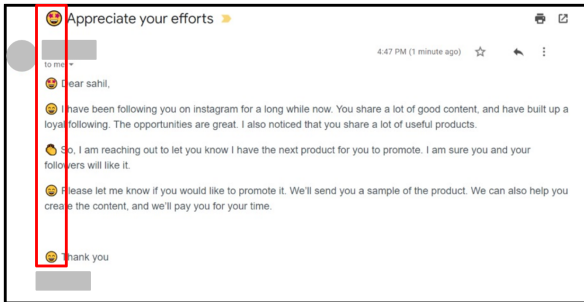 🤩 Appreciate your efforts
4:47 PM (1 minute ago)
to me
🤩 Dear sahil,
😄 I have been following you on instagram for a long while now. You share a lot of good content, and have built up a
loyal following. The opportunities are great. I also noticed that you share a lot of useful products.
👏 So, I am reaching out to let you know I have the next product for you to promote. I am sure you and your
followers will like it.
😄 Please let me know if you would like to promote it. We'll send you a sample of the product. We can also help you
create the content, and we'll pay you for your time.
😄 Thank you